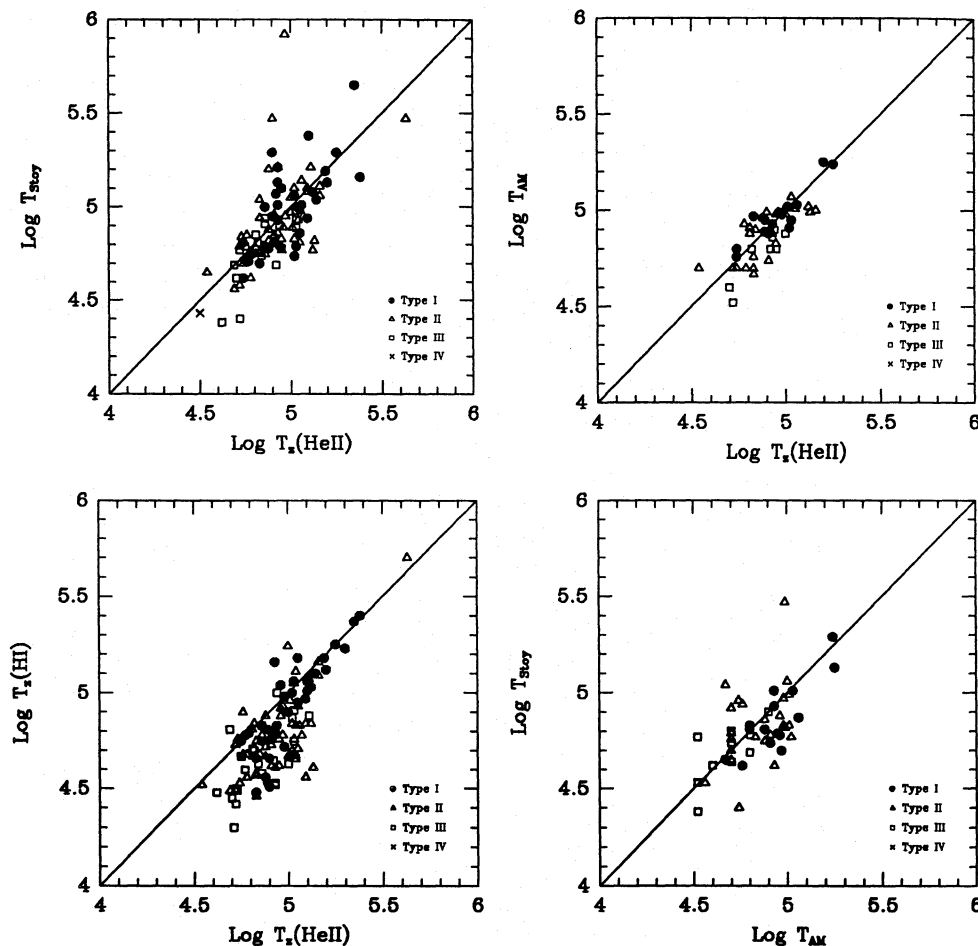 6
5.5
5
4.5
4
Log T_Stoy
4 4.5 5 5.5 6
Log T_z(HeII)
● Type I
△ Type II
□ Type III
× Type IV
6
5.5
5
4.5
4
Log T_AM
4 4.5 5 5.5 6
Log T_z(HeII)
● Type I
△ Type II
□ Type III
× Type IV
6
5.5
5
4.5
4
Log T_z(HI)
4 4.5 5 5.5 6
Log T_z(HeII)
● Type I
▲ Type II
□ Type III
× Type IV
6
5.5
5
4.5
4
Log T_Stoy
4 4.5 5 5.5 6
Log T_AM
● Type I
▲ Type II
□ Type III
× Type IV